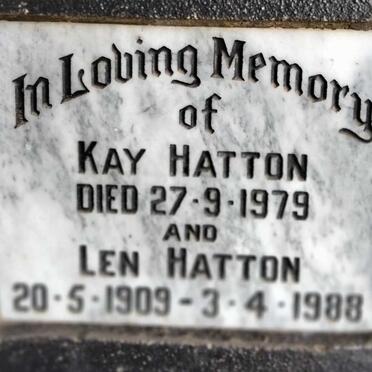 In Loving Memory
of
KAY HATTON
DIED 27·9·1979
AND
LEN HATTON
20·5·1909 - 3·4·1988